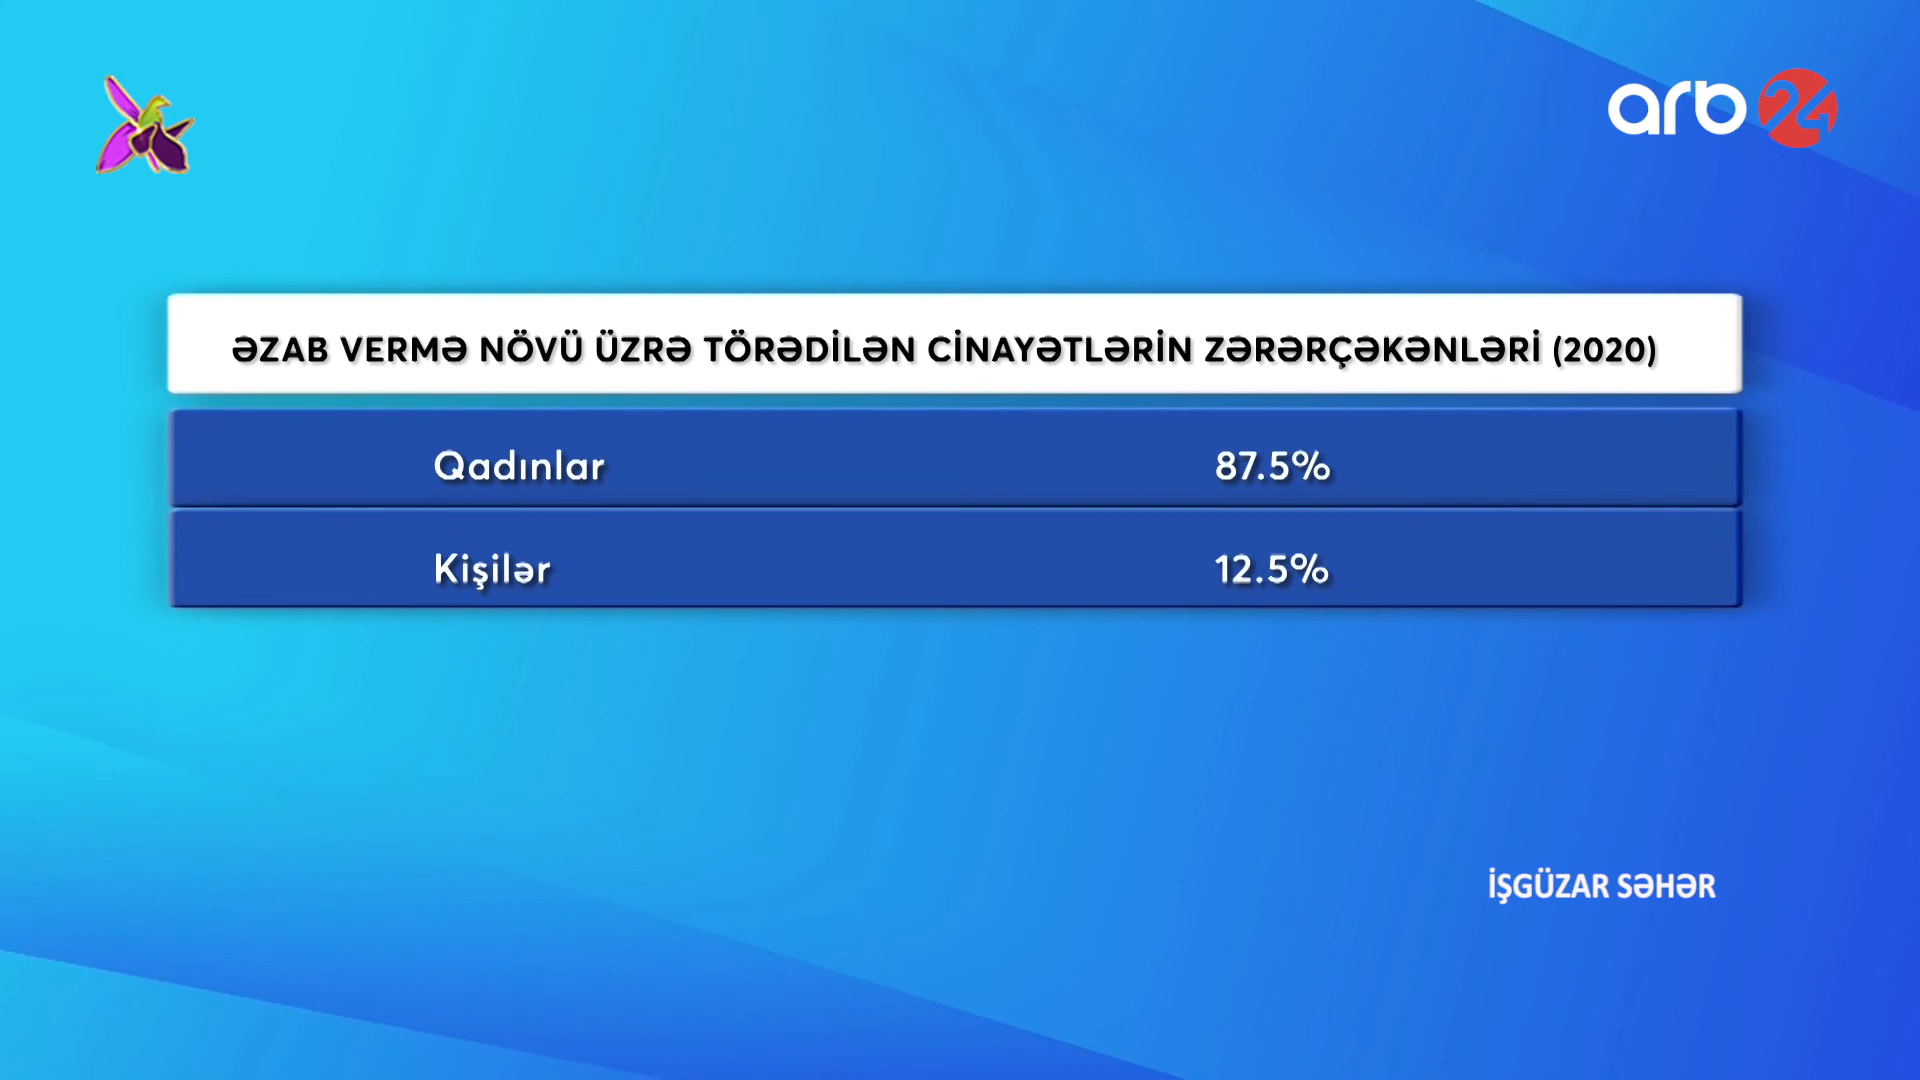 arb 24
ƏZAB VERMƏ NÖVÜ ÜZRƏ TÖRƏDİLƏN CİNAYƏTLƏRİN ZƏRƏRÇƏKƏNLƏRİ (2020)
Qadınlar 87.5%
Kişilər 12.5%
İŞGÜZAR SƏHƏR